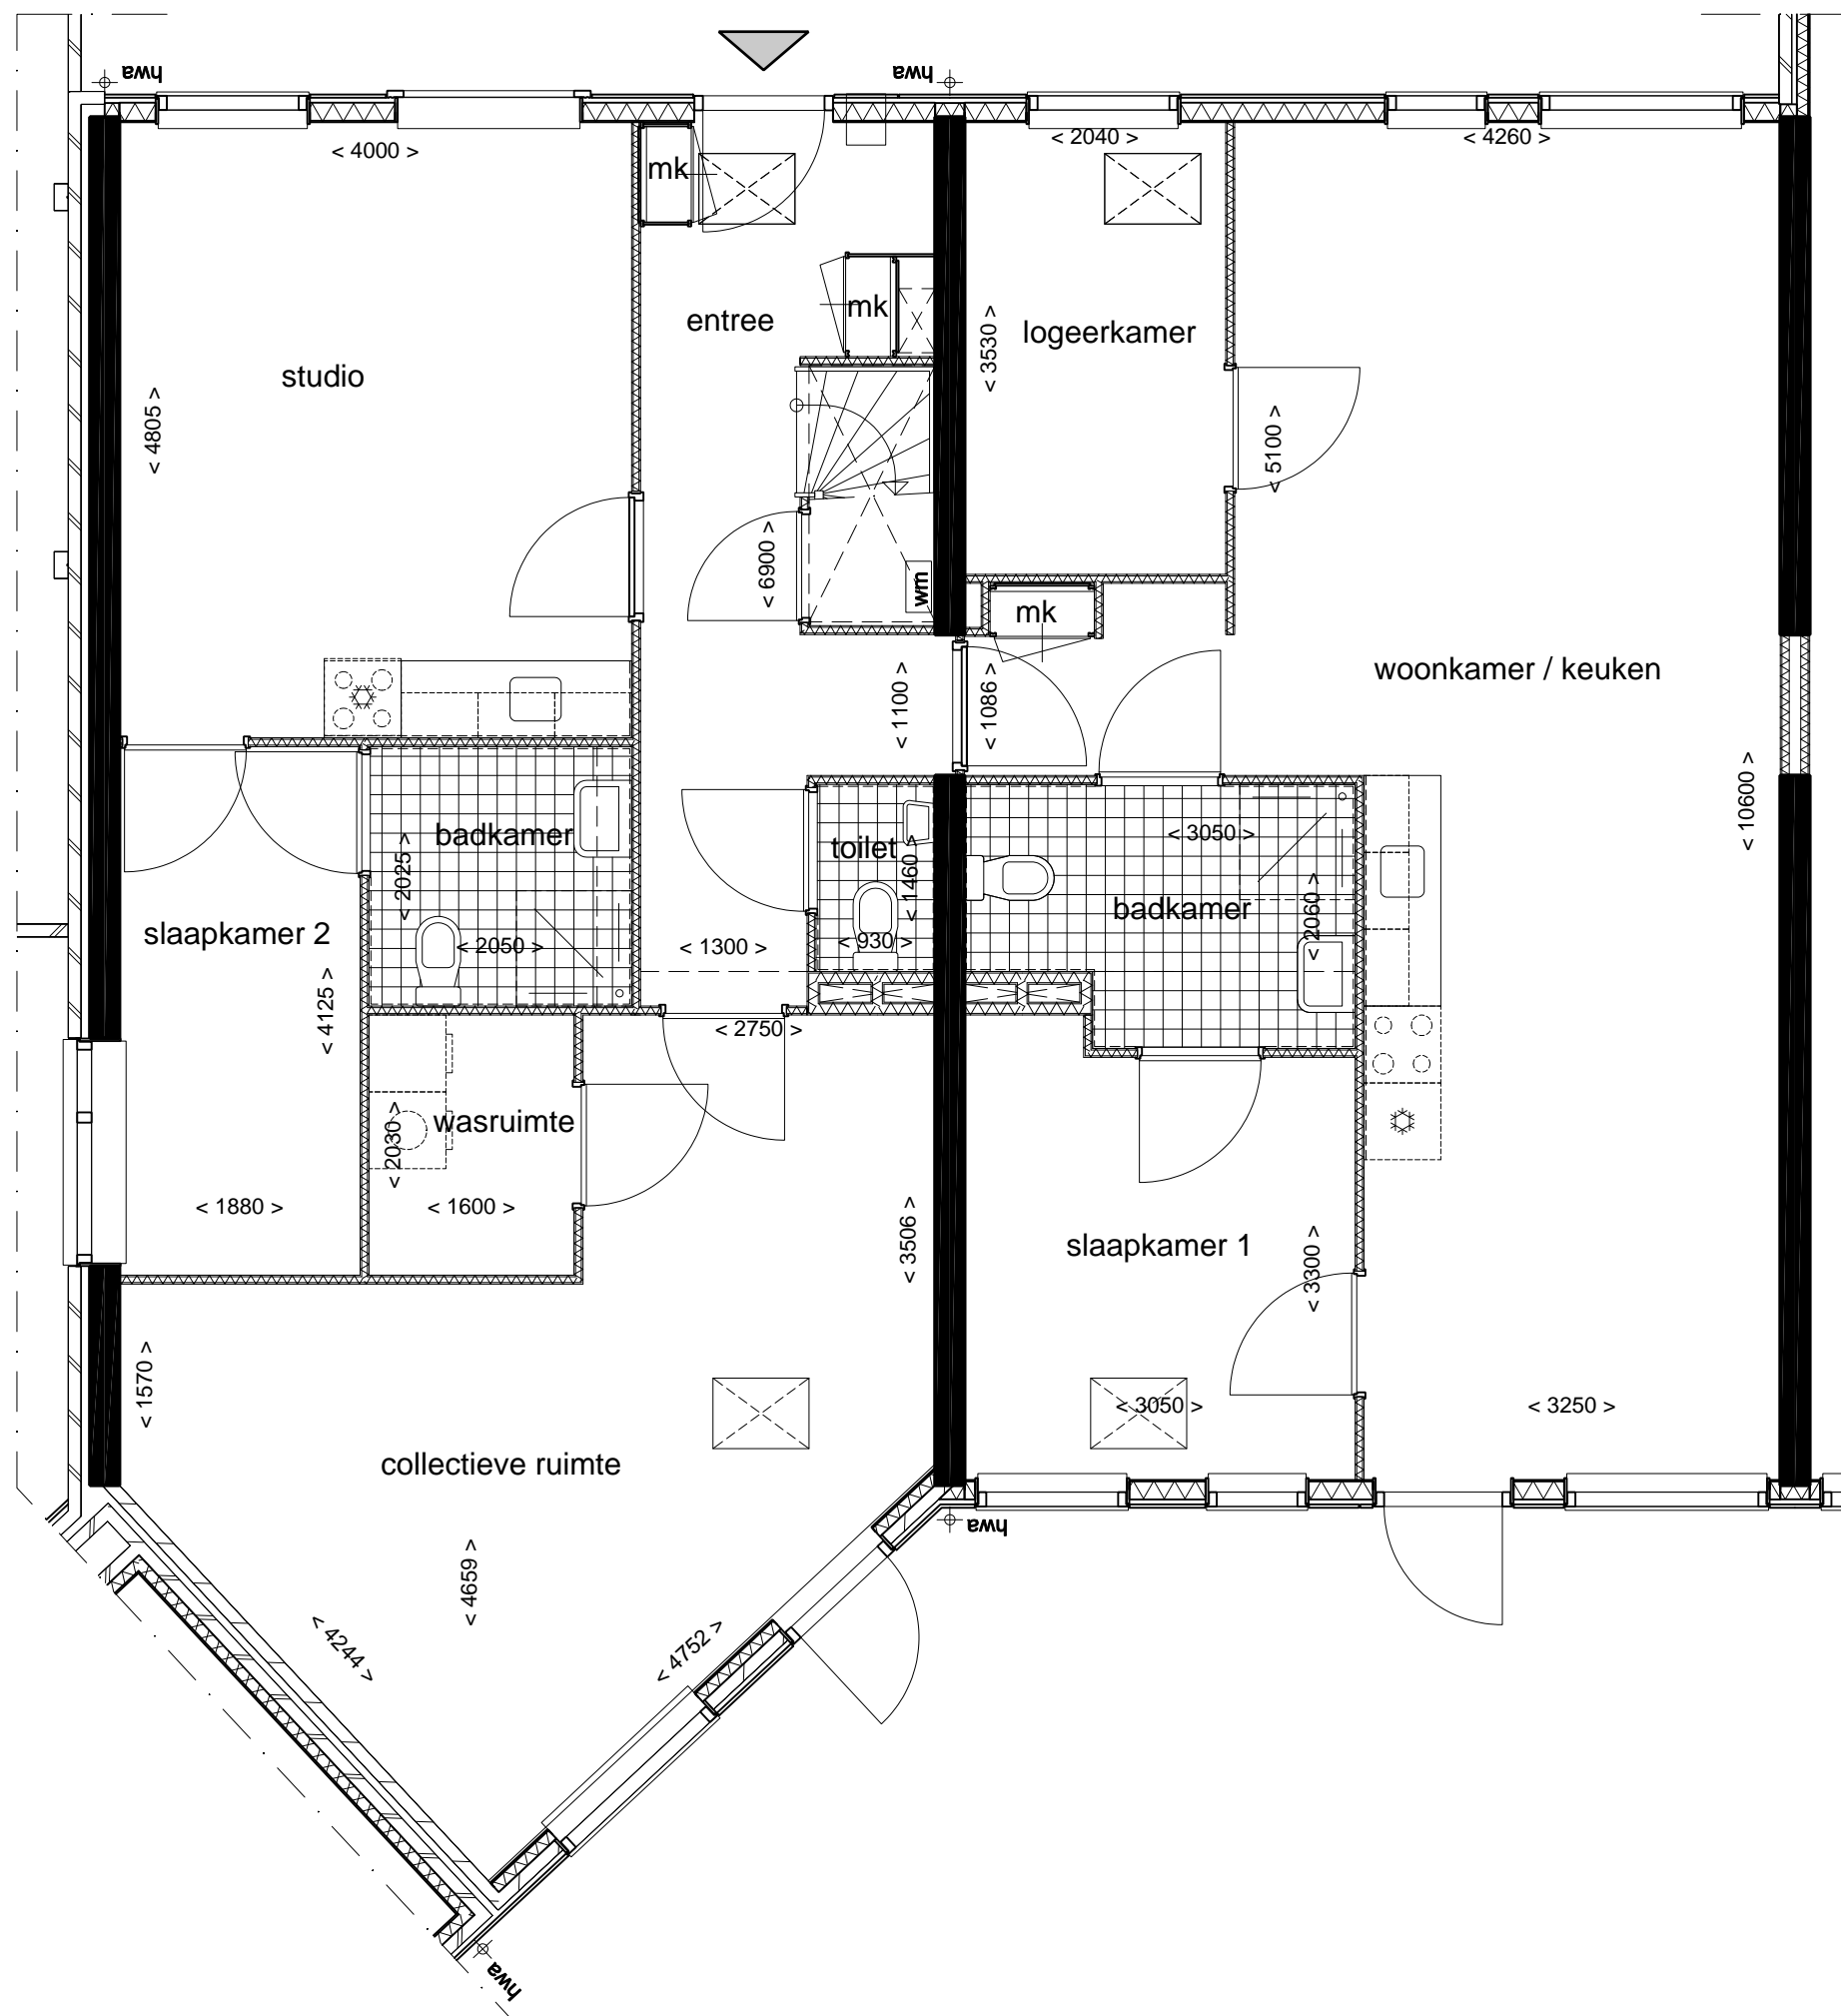 hwa
hwa
< 4000 >
< 2040 >
< 4260 >
mk
mk
entree
logeerkamer
studio
< 3530 >
< 4805 >
< 5100 >
< 6900 >
wm
mk
woonkamer / keuken
< 1100 >
< 1086 >
< 10600 >
badkamer
toilet
< 3050 >
< 2025 >
< 1460 >
badkamer
< 2060 >
slaapkamer 2
< 2050 >
< 1300 >
< 930 >
< 4125 >
< 2750 >
wasruimte
< 2030 >
< 1880 >
< 1600 >
< 3506 >
slaapkamer 1
< 3300 >
< 1570 >
< 3050 >
< 3250 >
collectieve ruimte
hwa
< 4659 >
< 4244 >
< 4752 >
hwa